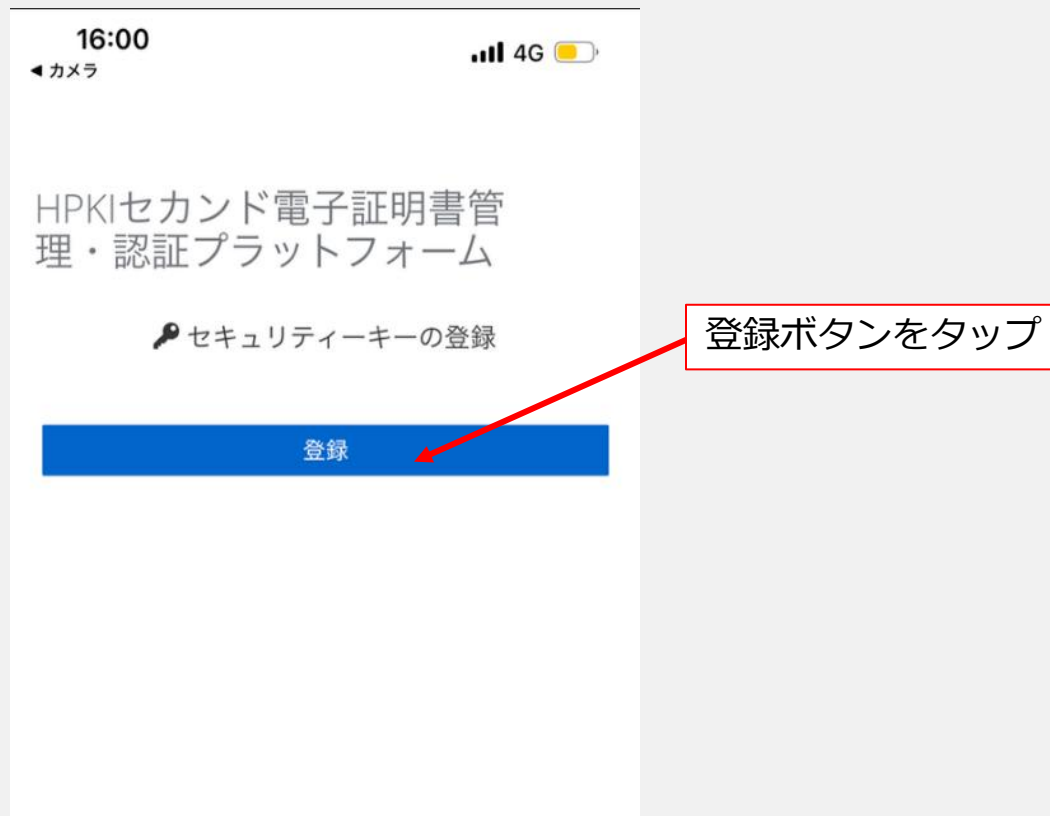 16:00
4G
◀ カメラ
HPKIセカンド電子証明書管
理・認証プラットフォーム
セキュリティーキーの登録
登録ボタンをタップ
登録